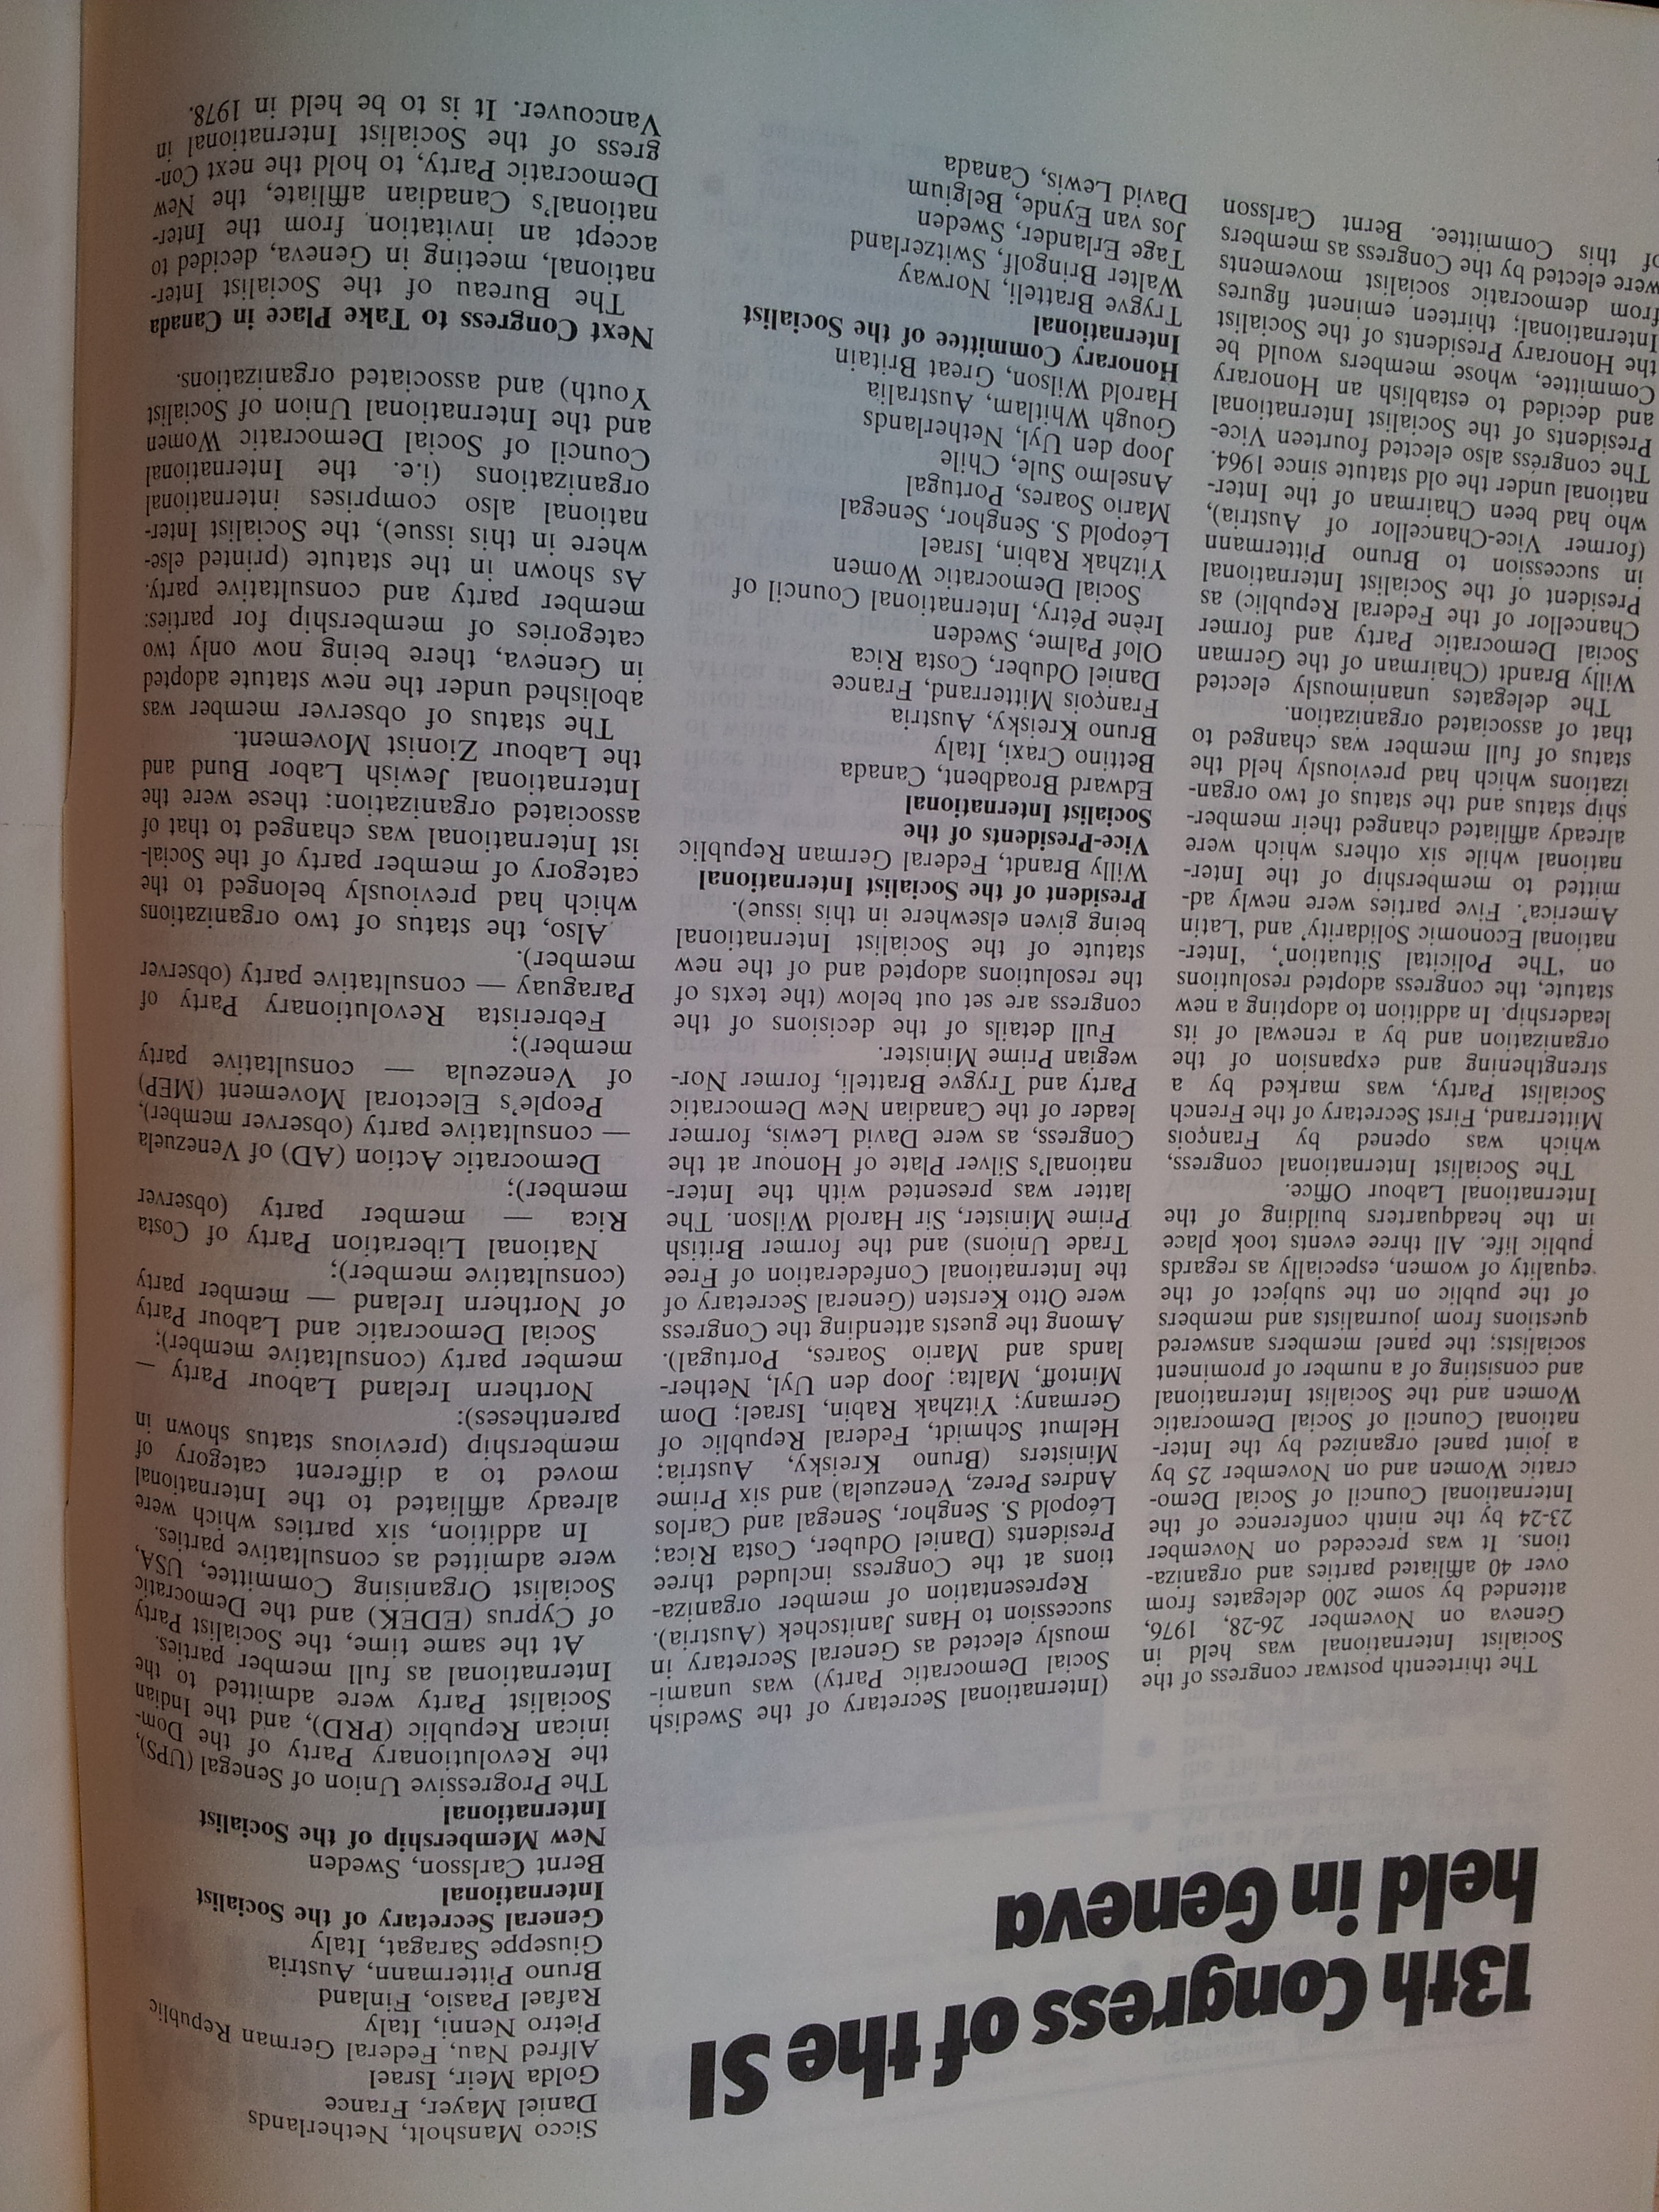 13th Congress of the SI
held in Geneva
The thirteenth postwar congress of the
Socialist International was held in
Geneva on November 26-28, 1976,
attended by some 200 delegates from
over 40 affiliated parties and organiza-
tions. It was preceded on November
23-24 by the ninth conference of the
International Council of Social Demo-
cratic Women and on November 25 by
a joint panel organized by the Inter-
national Council of Social Democratic
Women and the Socialist International
and consisting of a number of prominent
socialists; the panel members answered
questions from journalists and members
of the public on the subject of the
equality of women, especially as regards
public life. All three events took place
in the headquarters building of the
International Labour Office.
The Socialist International congress,
which was opened by François
Mitterrand, First Secretary of the French
Socialist Party, was marked by a
strengthening and expansion of the
organization and by a renewal of its
leadership. In addition to adopting a new
statute, the congress adopted resolutions
on ‘The Policital Situation’, ‘Inter-
national Economic Solidarity’ and ‘Latin
America’. Five parties were newly ad-
mitted to membership of the Inter-
national while six others which were
already affiliated changed their member-
ship status and the status of two organ-
izations which had previously held the
status of full member was changed to
that of associated organization.
The delegates unanimously elected
Willy Brandt (Chairman of the German
Social Democratic Party and former
Chancellor of the Federal Republic) as
President of the Socialist International
in succession to Bruno Pittermann
(former Vice-Chancellor of Austria),
who had been Chairman of the Inter-
national under the old statute since 1964.
The congress also elected fourteen Vice-
Presidents of the Socialist International
and decided to establish an Honorary
Committee, whose members would be
the Honorary Presidents of the Socialist
International; thirteen eminent figures
from democratic socialist movements
were elected by the Congress as members
of this Committee. Bernt Carlsson
(International Secretary of the Swedish
Social Democratic Party) was unani-
mously elected as General Secretary in
succession to Hans Janitschek (Austria).
Representation of member organiza-
tions at the Congress included three
Presidents (Daniel Oduber, Costa Rica;
Léopold S. Senghor, Senegal and Carlos
Andres Perez, Venezuela) and six Prime
Ministers (Bruno Kreisky, Austria;
Helmut Schmidt, Federal Republic of
Germany; Yitzhak Rabin, Israel; Dom
Mintoff, Malta; Joop den Uyl, Nether-
lands and Mario Soares, Portugal).
Among the guests attending the Congress
were Otto Kersten (General Secretary of
the International Confederation of Free
Trade Unions) and the former British
Prime Minister, Sir Harold Wilson. The
latter was presented with the Inter-
national's Silver Plate of Honour at the
Congress, as were David Lewis, former
leader of the Canadian New Democratic
Party and Trygve Bratteli, former Nor-
wegian Prime Minister.
Full details of the decisions of the
congress are set out below (the texts of
the resolutions adopted and of the new
statute of the Socialist International
being given elsewhere in this issue).
President of the Socialist International
Willy Brandt, Federal German Republic
Vice-Presidents of the
Socialist International
Edward Broadbent, Canada
Bettino Craxi, Italy
Bruno Kreisky, Austria
François Mitterrand, France
Daniel Oduber, Costa Rica
Olof Palme, Sweden
Irène Pétry, International Council of
Social Democratic Women
Yitzhak Rabin, Israel
Léopold S. Senghor, Senegal
Mario Soares, Portugal
Anselmo Sule, Chile
Joop den Uyl, Netherlands
Gough Whitlam, Australia
Harold Wilson, Great Britain
Honorary Committee of the Socialist
International
Trygve Bratteli, Norway
Walter Bringolf, Switzerland
Tage Erlander, Sweden
Jos van Eynde, Belgium
David Lewis, Canada
Sicco Mansholt, Netherlands
Daniel Mayer, France
Golda Meir, Israel
Alfred Nau, Federal German Republic
Pietro Nenni, Italy
Rafael Paasio, Finland
Bruno Pittermann, Austria
Giuseppe Saragat, Italy
General Secretary of the Socialist
International
Bernt Carlsson, Sweden
New Membership of the Socialist
International
The Progressive Union of Senegal (UPS),
the Revolutionary Party of the Dom-
inican Republic (PRD), and the Indian
Socialist Party were admitted to the
International as full member parties.
At the same time, the Socialist Party
of Cyprus (EDEK) and the Democratic
Socialist Organising Committee, USA,
were admitted as consultative parties.
In addition, six parties which were
already affiliated to the International
moved to a different category of
membership (previous status shown in
parentheses):
Northern Ireland Labour Party —
member party (consultative member);
Social Democratic and Labour Party
of Northern Ireland — member party
(consultative member);
National Liberation Party of Costa
Rica — member party (observer
member);
Democratic Action (AD) of Venezuela
— consultative party (observer member),
People's Electoral Movement (MEP)
of Venezeula — consultative party
member);
Febrerista Revolutionary Party of
Paraguay — consultative party (observer
member).
Also, the status of two organizations
which had previously belonged to the
category of member party of the Social-
ist International was changed to that of
associated organization; these were the
International Jewish Labor Bund and
the Labour Zionist Movement.
The status of observer member was
abolished under the new statute adopted
in Geneva, there being now only two
categories of membership for parties:
member party and consultative party.
As shown in the statute (printed else-
where in this issue), the Socialist Inter-
national also comprises international
organizations (i.e. the International
Council of Social Democratic Women
and the International Union of Socialist
Youth) and associated organizations.
Next Congress to Take Place in Canada
The Bureau of the Socialist Inter-
national, meeting in Geneva, decided to
accept an invitation from the Inter-
national's Canadian affiliate, the New
Democratic Party, to hold the next Con-
gress of the Socialist International in
Vancouver. It is to be held in 1978.